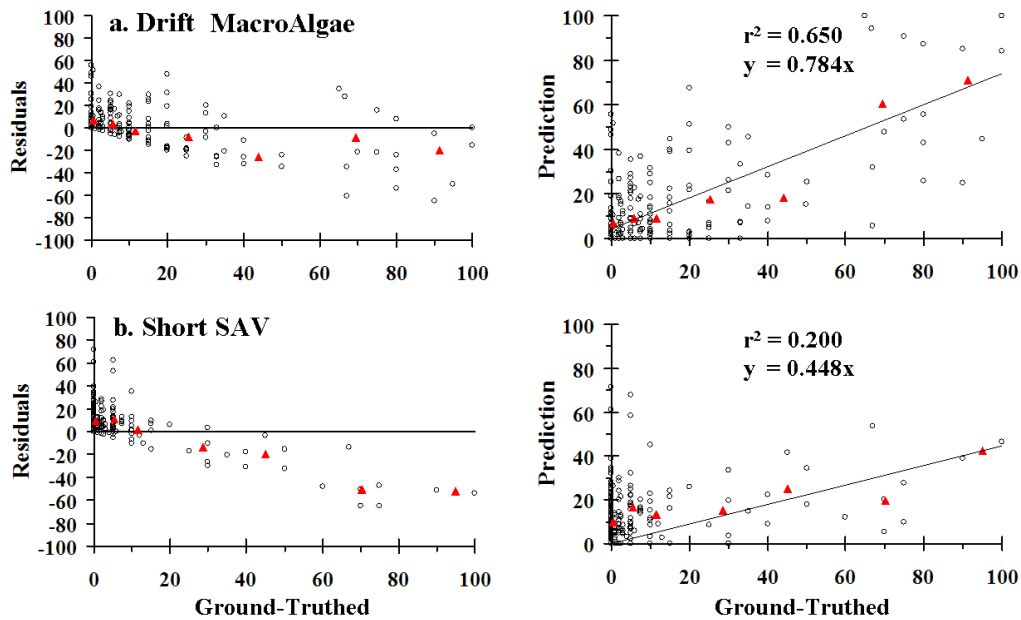 a. Drift MacroAlgae
Residuals
100
80
60
40
20
0
-20
-40
-60
-80
-100
0 20 40 60 80 100
r² = 0.650
y = 0.784x
Prediction
100
80
60
40
20
0
0 20 40 60 80 100
b. Short SAV
Residuals
100
80
60
40
20
0
-20
-40
-60
-80
-100
0 20 40 60 80 100
Ground-Truthed
r² = 0.200
y = 0.448x
Prediction
100
80
60
40
20
0
0 20 40 60 80 100
Ground-Truthed